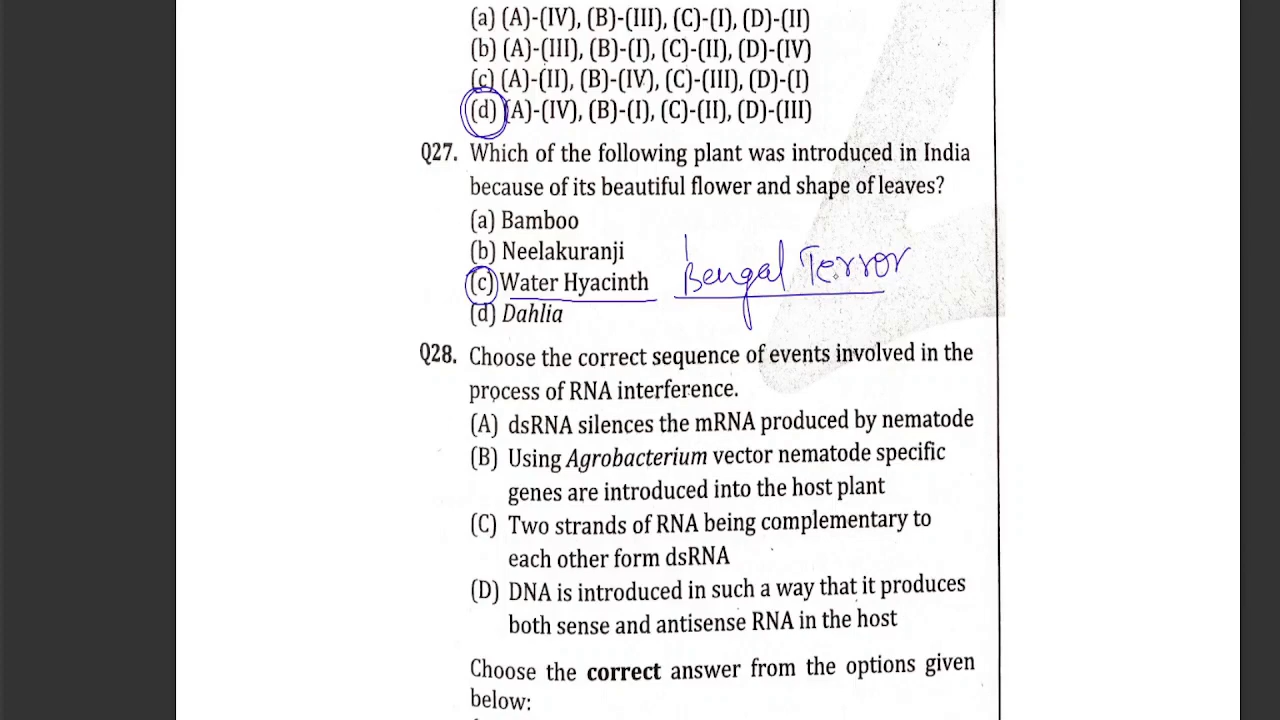 (a) (A)-(IV), (B)-(III), (C)-(I), (D)-(II)
(b) (A)-(III), (B)-(I), (C)-(II), (D)-(IV)
(c) (A)-(II), (B)-(IV), (C)-(III), (D)-(I)
(d) (A)-(IV), (B)-(I), (C)-(II), (D)-(III)
Q27. Which of the following plant was introduced in India
because of its beautiful flower and shape of leaves?
(a) Bamboo
(b) Neelakuranji
(c) Water Hyacinth Bengal Terror
(d) Dahlia
Q28. Choose the correct sequence of events involved in the
process of RNA interference.
(A) dsRNA silences the mRNA produced by nematode
(B) Using Agrobacterium vector nematode specific
genes are introduced into the host plant
(C) Two strands of RNA being complementary to
each other form dsRNA
(D) DNA is introduced in such a way that it produces
both sense and antisense RNA in the host
Choose the correct answer from the options given
below: